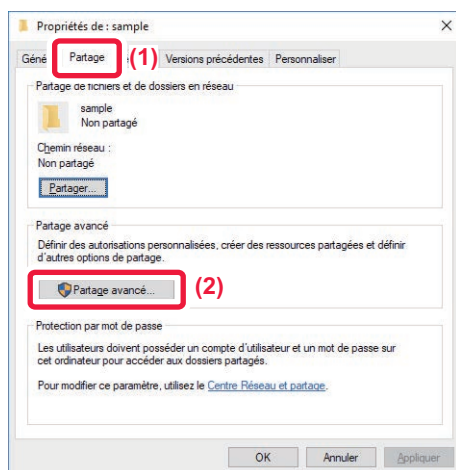 Propriétés de : sample
Géné Partage (1) Versions précédentes Personnaliser
Partage de fichiers et de dossiers en réseau
sample
Non partagé
Chemin réseau :
Non partagé
Partager...
Partage avancé
Définir des autorisations personnalisées, créer des ressources partagées et définir
d'autres options de partage.
Partage avancé... (2)
Protection par mot de passe
Les utilisateurs doivent posséder un compte d'utilisateur et un mot de passe sur
cet ordinateur pour accéder aux dossiers partagés.
Pour modifier ce paramètre, utilisez le Centre Réseau et partage.
OK Annuler Appliquer